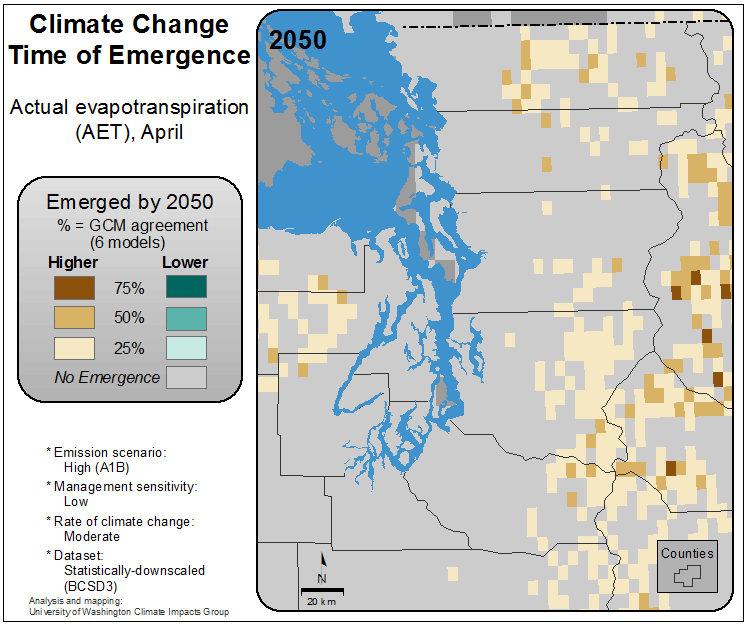 Climate Change
Time of Emergence
Actual evapotranspiration
(AET), April
Emerged by 2050
% = GCM agreement
(6 models)
Higher Lower
75%
50%
25%
No Emergence
* Emission scenario:
High (A1B)
* Management sensitivity:
Low
* Rate of climate change:
Moderate
* Dataset:
Statistically-downscaled
(BCSD3)
Analysis and mapping:
University of Washington Climate Impacts Group
2050
N
20 km
Counties